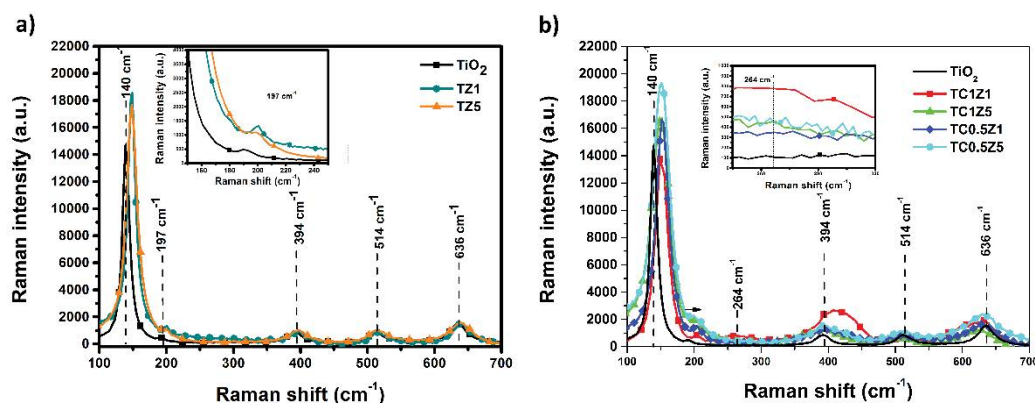 a)
22000
20000
18000
16000
14000
12000
10000
8000
6000
4000
2000
0
Raman intensity (a.u.)
140 cm⁻¹
197 cm⁻¹
394 cm⁻¹
514 cm⁻¹
636 cm⁻¹
TiO₂
TZ1
TZ5
Raman intensity (a.u.)
197 cm⁻¹
160 180 200 220 240
Raman shift (cm⁻¹)
100 200 300 400 500 600 700
Raman shift (cm⁻¹)
b)
22000
20000
18000
16000
14000
12000
10000
8000
6000
4000
2000
0
Raman intensity (a.u.)
140 cm⁻¹
264 cm⁻¹
394 cm⁻¹
514 cm⁻¹
636 cm⁻¹
TiO₂
TC1Z1
TC1Z5
TC0.5Z1
TC0.5Z5
Raman intensity (a.u.)
264 cm⁻¹
Raman shift (cm⁻¹)
100 200 300 400 500 600 700
Raman shift (cm⁻¹)